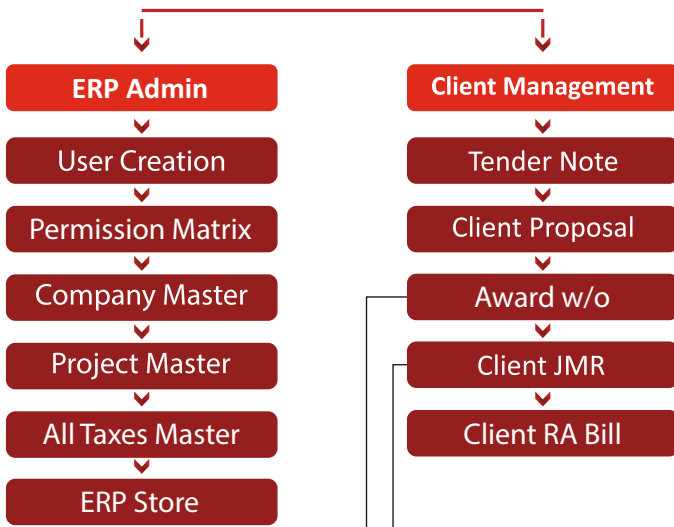 ERP Admin
User Creation
Permission Matrix
Company Master
Project Master
All Taxes Master
ERP Store
Client Management
Tender Note
Client Proposal
Award w/o
Client JMR
Client RA Bill